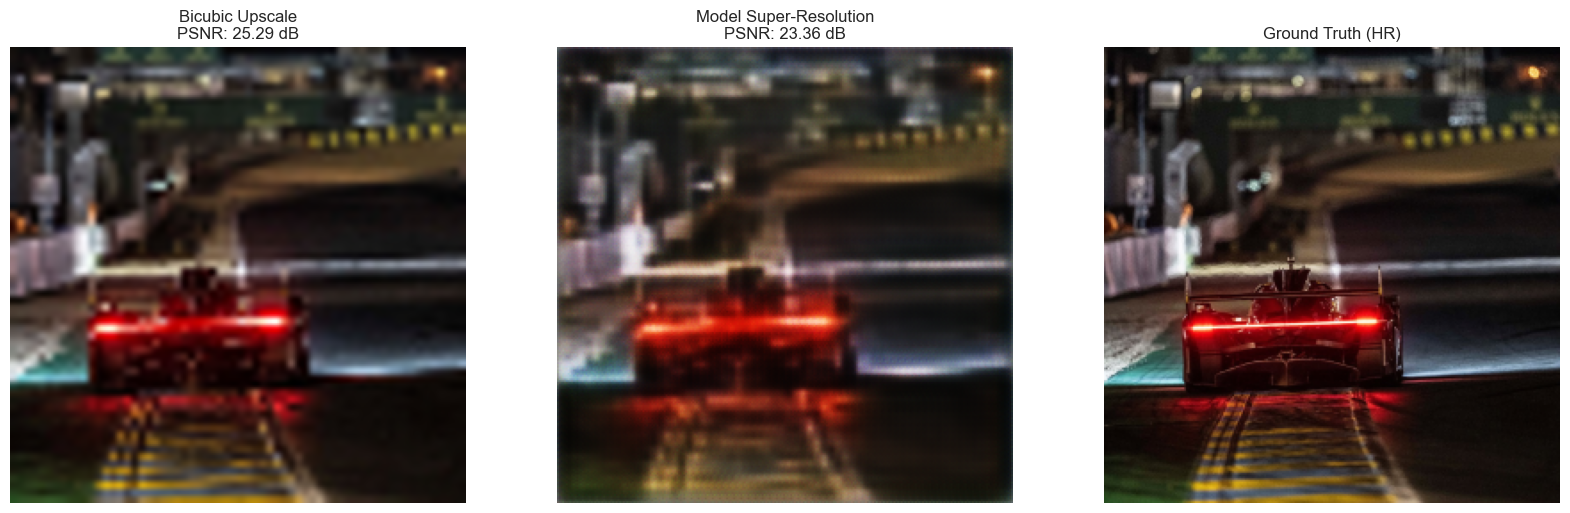 Bicubic Upscale
PSNR: 25.29 dB
Model Super-Resolution
PSNR: 23.36 dB
Ground Truth (HR)